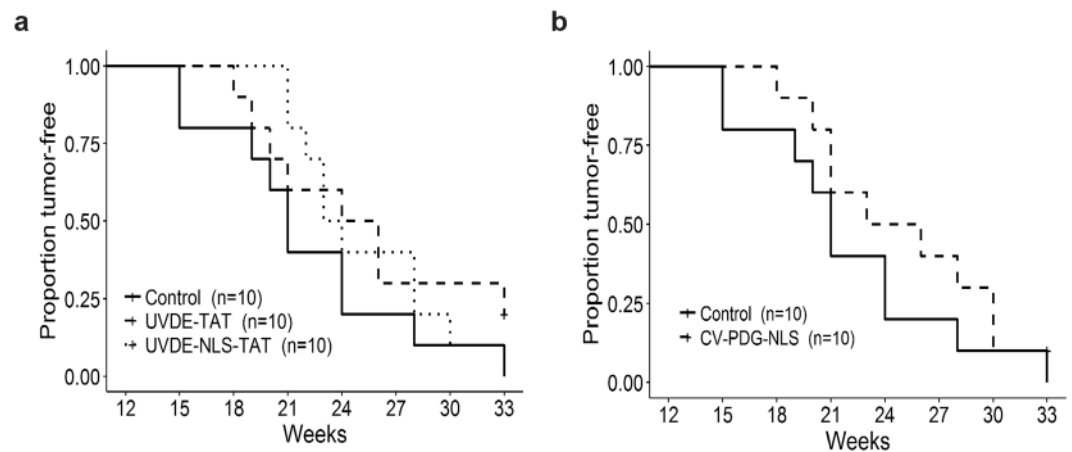 a
Proportion tumor-free
1.00
0.75
0.50
0.25
0.00
Control (n=10)
UVDE-TAT (n=10)
UVDE-NLS-TAT (n=10)
12 15 18 21 24 27 30 33
Weeks
b
Proportion tumor-free
1.00
0.75
0.50
0.25
0.00
Control (n=10)
CV-PDG-NLS (n=10)
12 15 18 21 24 27 30 33
Weeks